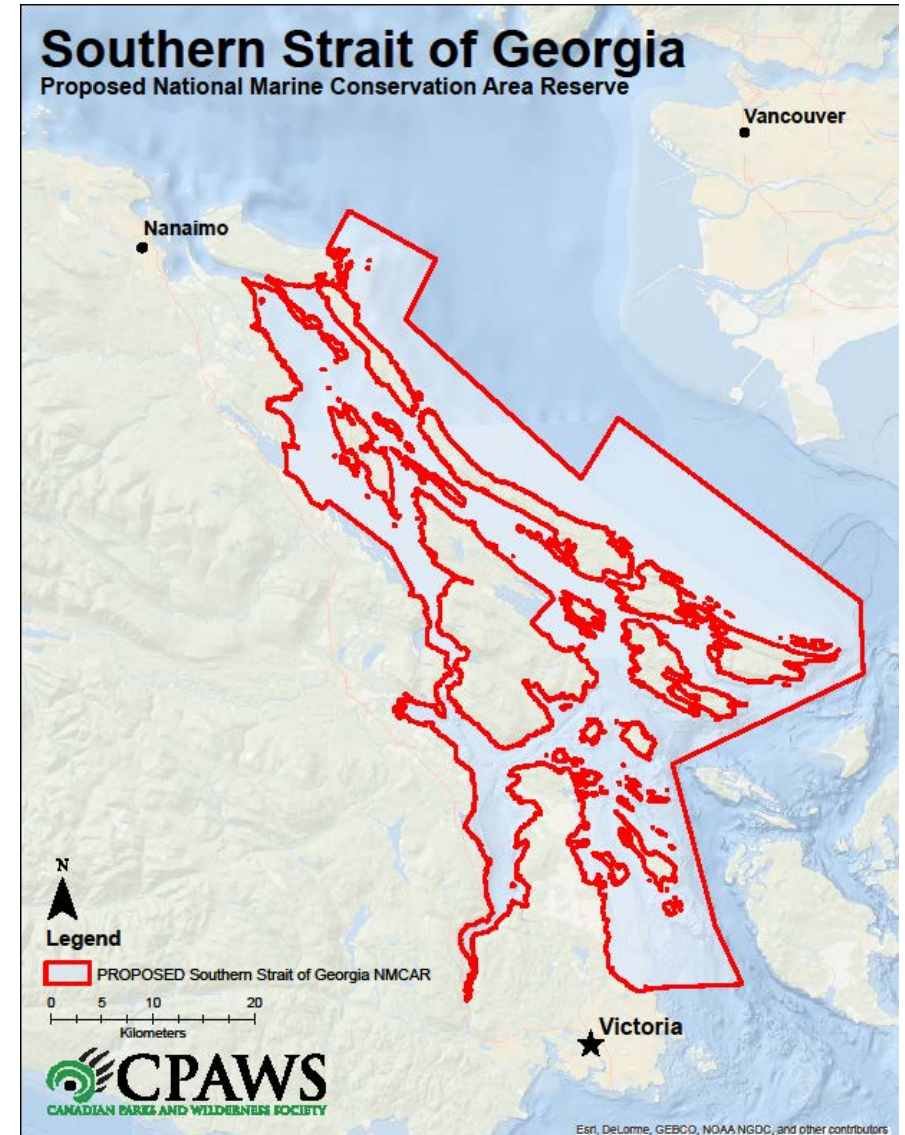 Southern Strait of Georgia
Proposed National Marine Conservation Area Reserve
Vancouver
Nanaimo
N
Legend
PROPOSED Southern Strait of Georgia NMCAR
0 5 10 20
Kilometers
Victoria
CPAWS
CANADIAN PARKS AND WILDERNESS SOCIETY
Esri, DeLorme, GEBCO, NOAA NGDC, and other contributors